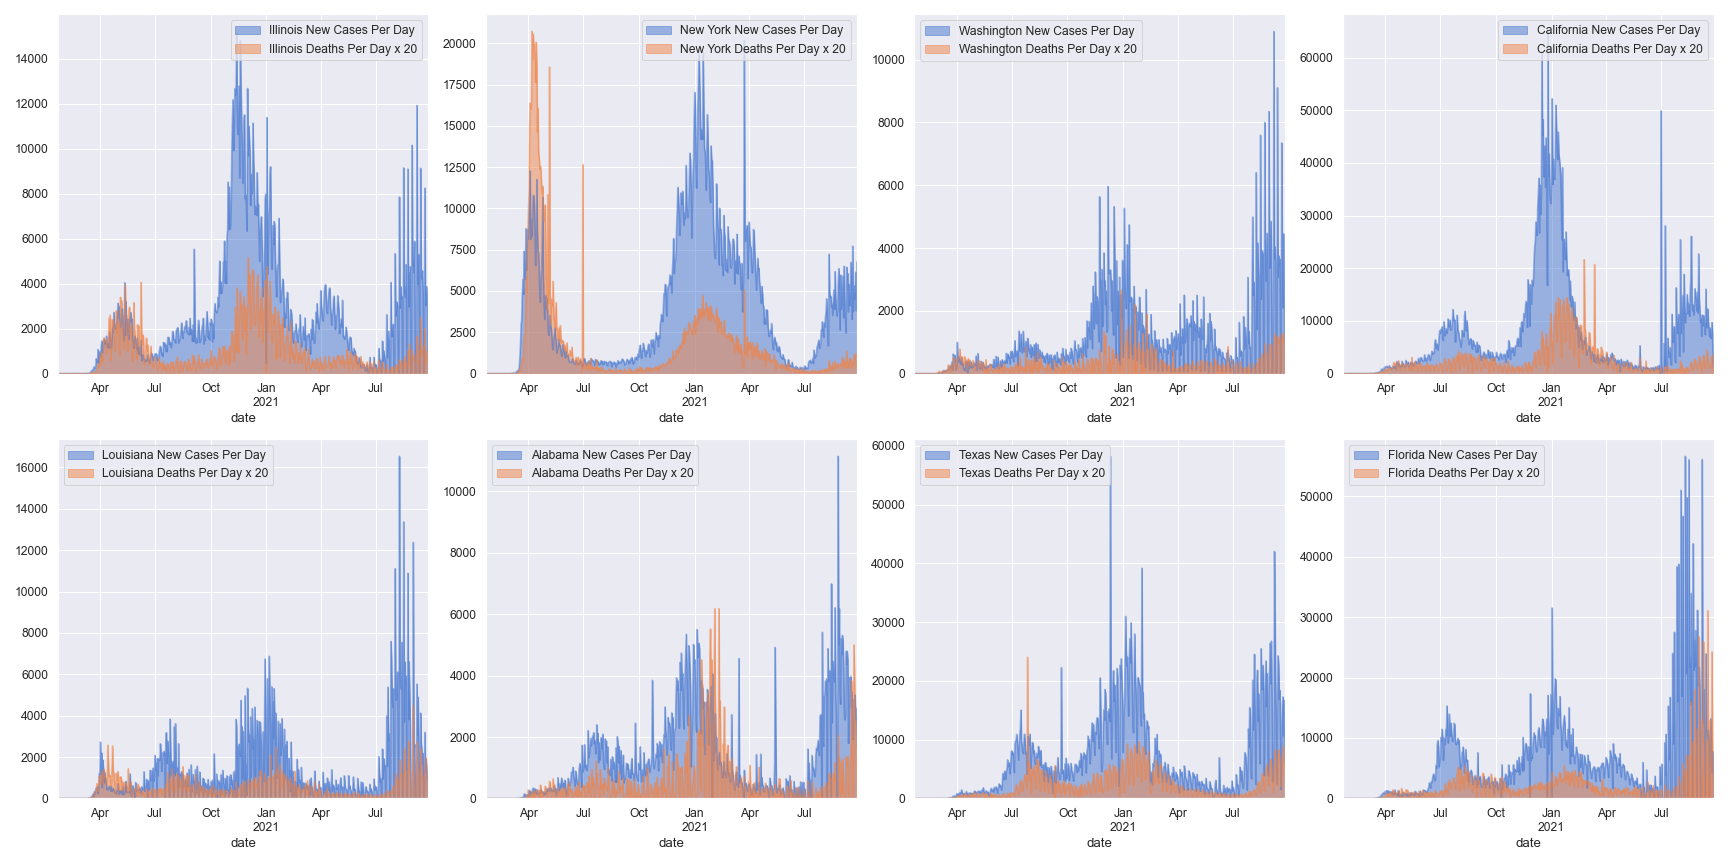 Illinois New Cases Per Day
Illinois Deaths Per Day x 20
14000
12000
10000
8000
6000
4000
2000
0
Apr Jul Oct Jan Apr Jul
2021
date
New York New Cases Per Day
New York Deaths Per Day x 20
20000
17500
15000
12500
10000
7500
5000
2500
0
Apr Jul Oct Jan Apr Jul
2021
date
Washington New Cases Per Day
Washington Deaths Per Day x 20
10000
8000
6000
4000
2000
0
Apr Jul Oct Jan Apr Jul
2021
date
California New Cases Per Day
California Deaths Per Day x 20
60000
50000
40000
30000
20000
10000
0
Apr Jul Oct Jan Apr Jul
2021
date
Louisiana New Cases Per Day
Louisiana Deaths Per Day x 20
16000
14000
12000
10000
8000
6000
4000
2000
0
Apr Jul Oct Jan Apr Jul
2021
date
Alabama New Cases Per Day
Alabama Deaths Per Day x 20
10000
8000
6000
4000
2000
0
Apr Jul Oct Jan Apr Jul
2021
date
Texas New Cases Per Day
Texas Deaths Per Day x 20
60000
50000
40000
30000
20000
10000
0
Apr Jul Oct Jan Apr Jul
2021
date
Florida New Cases Per Day
Florida Deaths Per Day x 20
50000
40000
30000
20000
10000
0
Apr Jul Oct Jan Apr Jul
2021
date